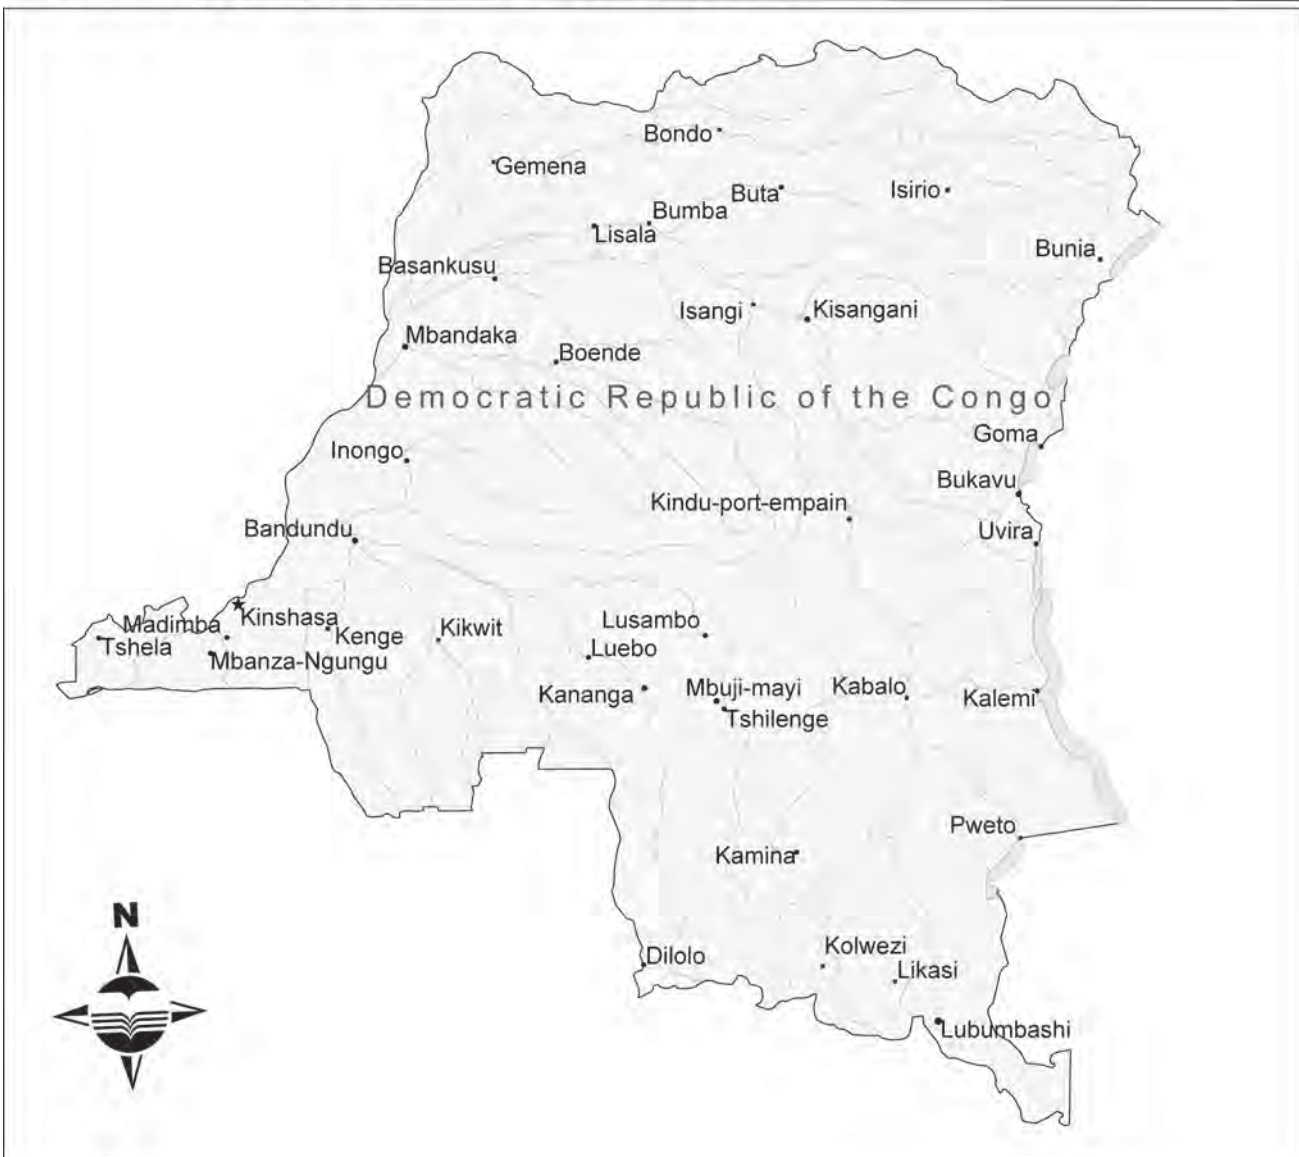 Bondo
Gemena
Buta
Isirio
Bumba
Lisala
Bunia
Basankusu
Isangi
Kisangani
Mbandaka
Boende
Democratic Republic of the Congo
Goma
Inongo
Bukavu
Kindu-port-empain
Bandundu
Uvira
Kinshasa
Madimba
Tshela
Mbanza-Ngungu
Kenge
Kikwit
Lusambo
Luebo
Kananga
Mbuji-mayi
Tshilenge
Kabalo
Kalemi
Pweto
Kamina
N
Dilolo
Kolwezi
Likasi
Lubumbashi